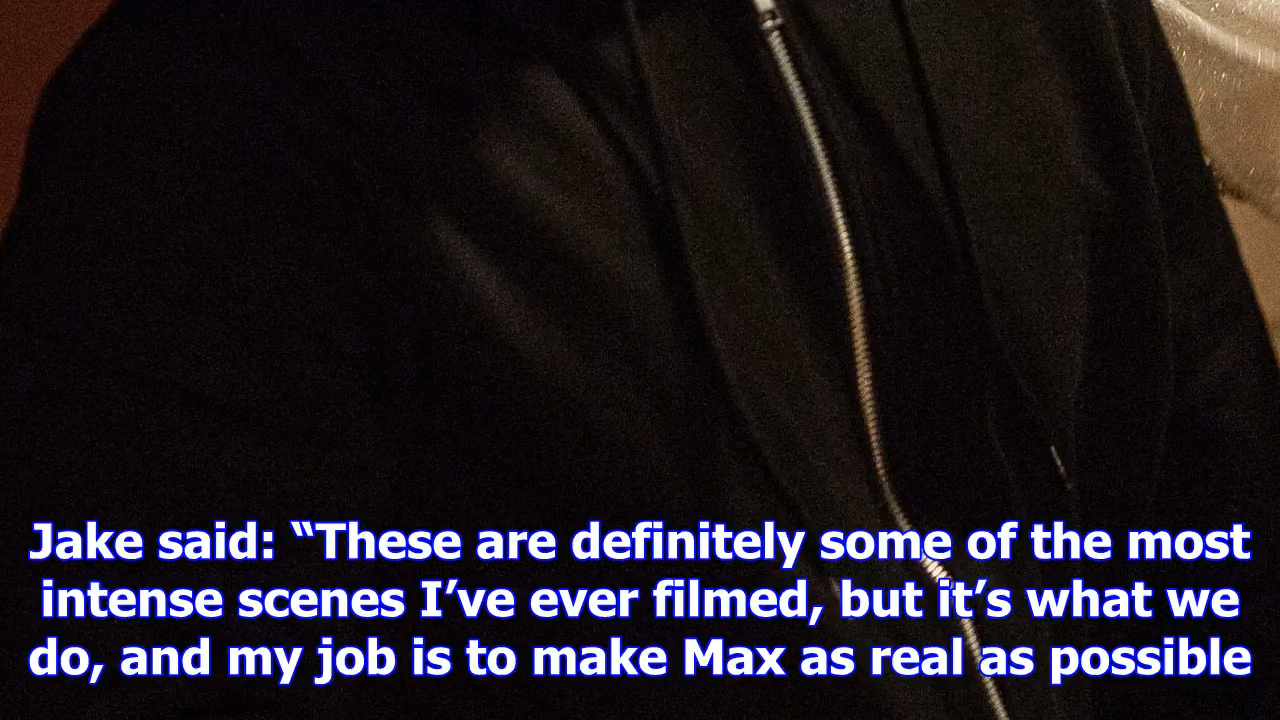 Jake said: “These are definitely some of the most
intense scenes I’ve ever filmed, but it’s what we
do, and my job is to make Max as real as possible